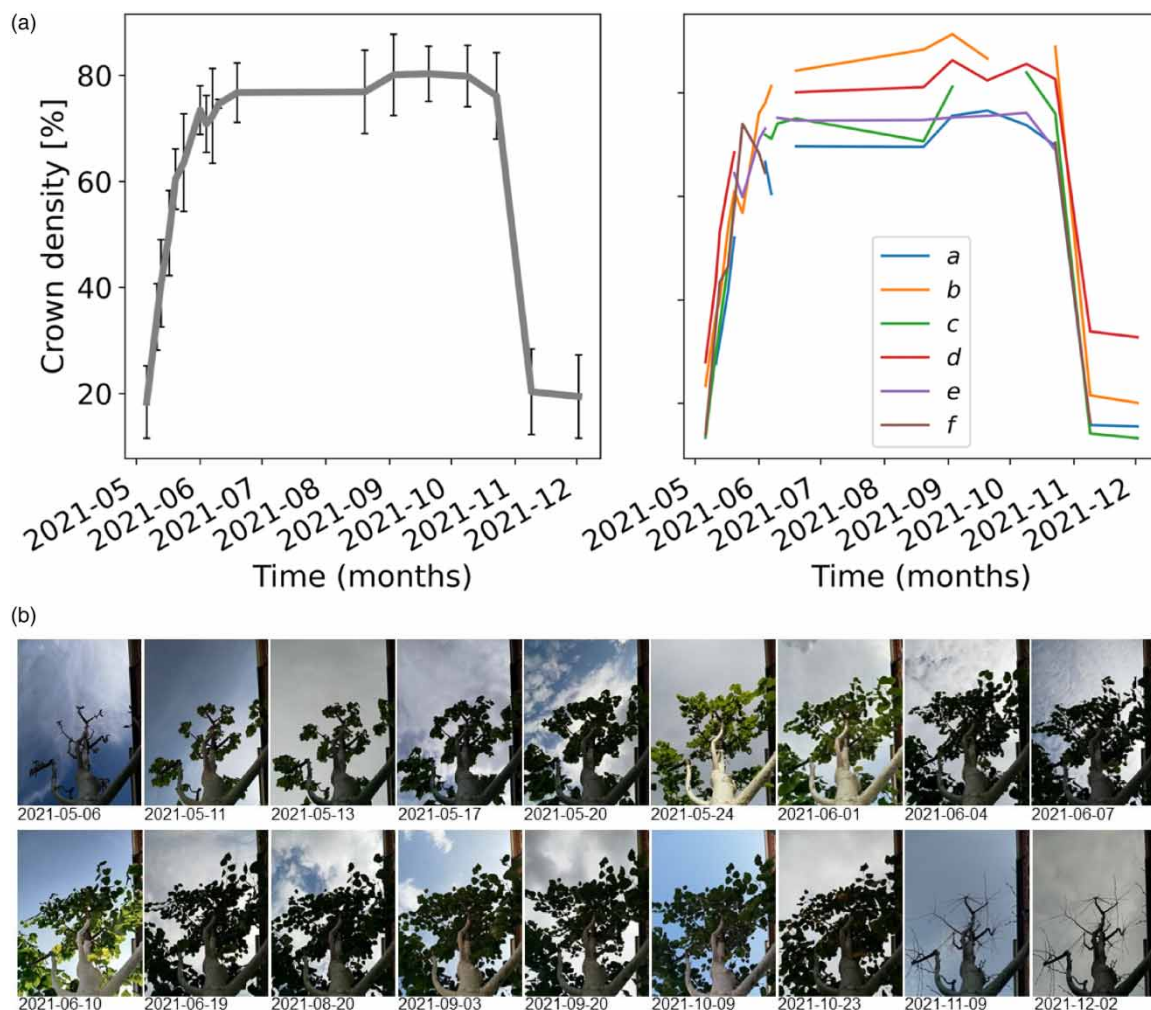 (a)
80
60
40
20
Crown density [%]
2021-05
2021-06
2021-07
2021-08
2021-09
2021-10
2021-11
2021-12
Time (months)
a
b
c
d
e
f
2021-05
2021-06
2021-07
2021-08
2021-09
2021-10
2021-11
2021-12
Time (months)
(b)
2021-05-06 2021-05-11 2021-05-13 2021-05-17 2021-05-20 2021-05-24 2021-06-01 2021-06-04 2021-06-07
2021-06-10 2021-06-19 2021-08-20 2021-09-03 2021-09-20 2021-10-09 2021-10-23 2021-11-09 2021-12-02